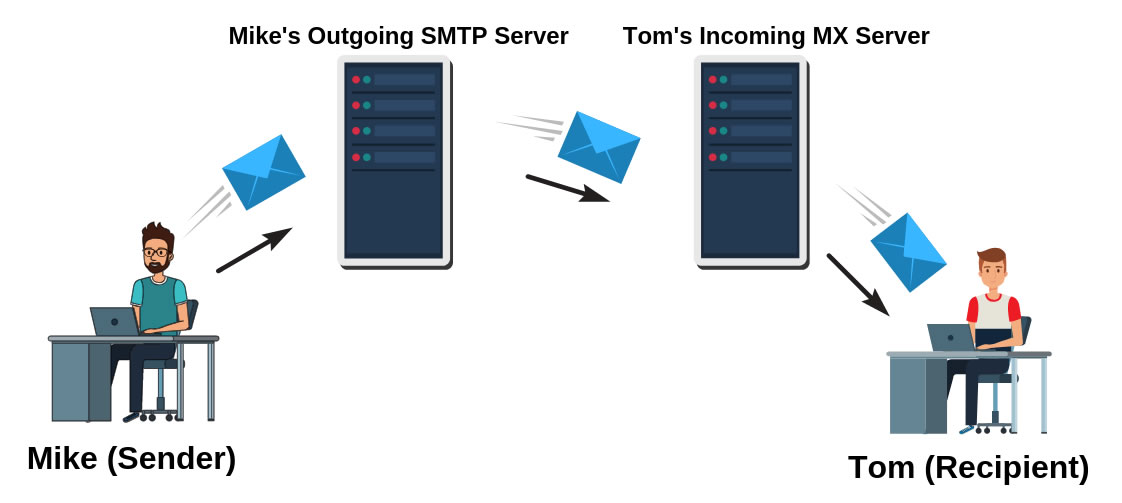 Mike's Outgoing SMTP Server
Tom's Incoming MX Server
Mike (Sender)
Tom (Recipient)